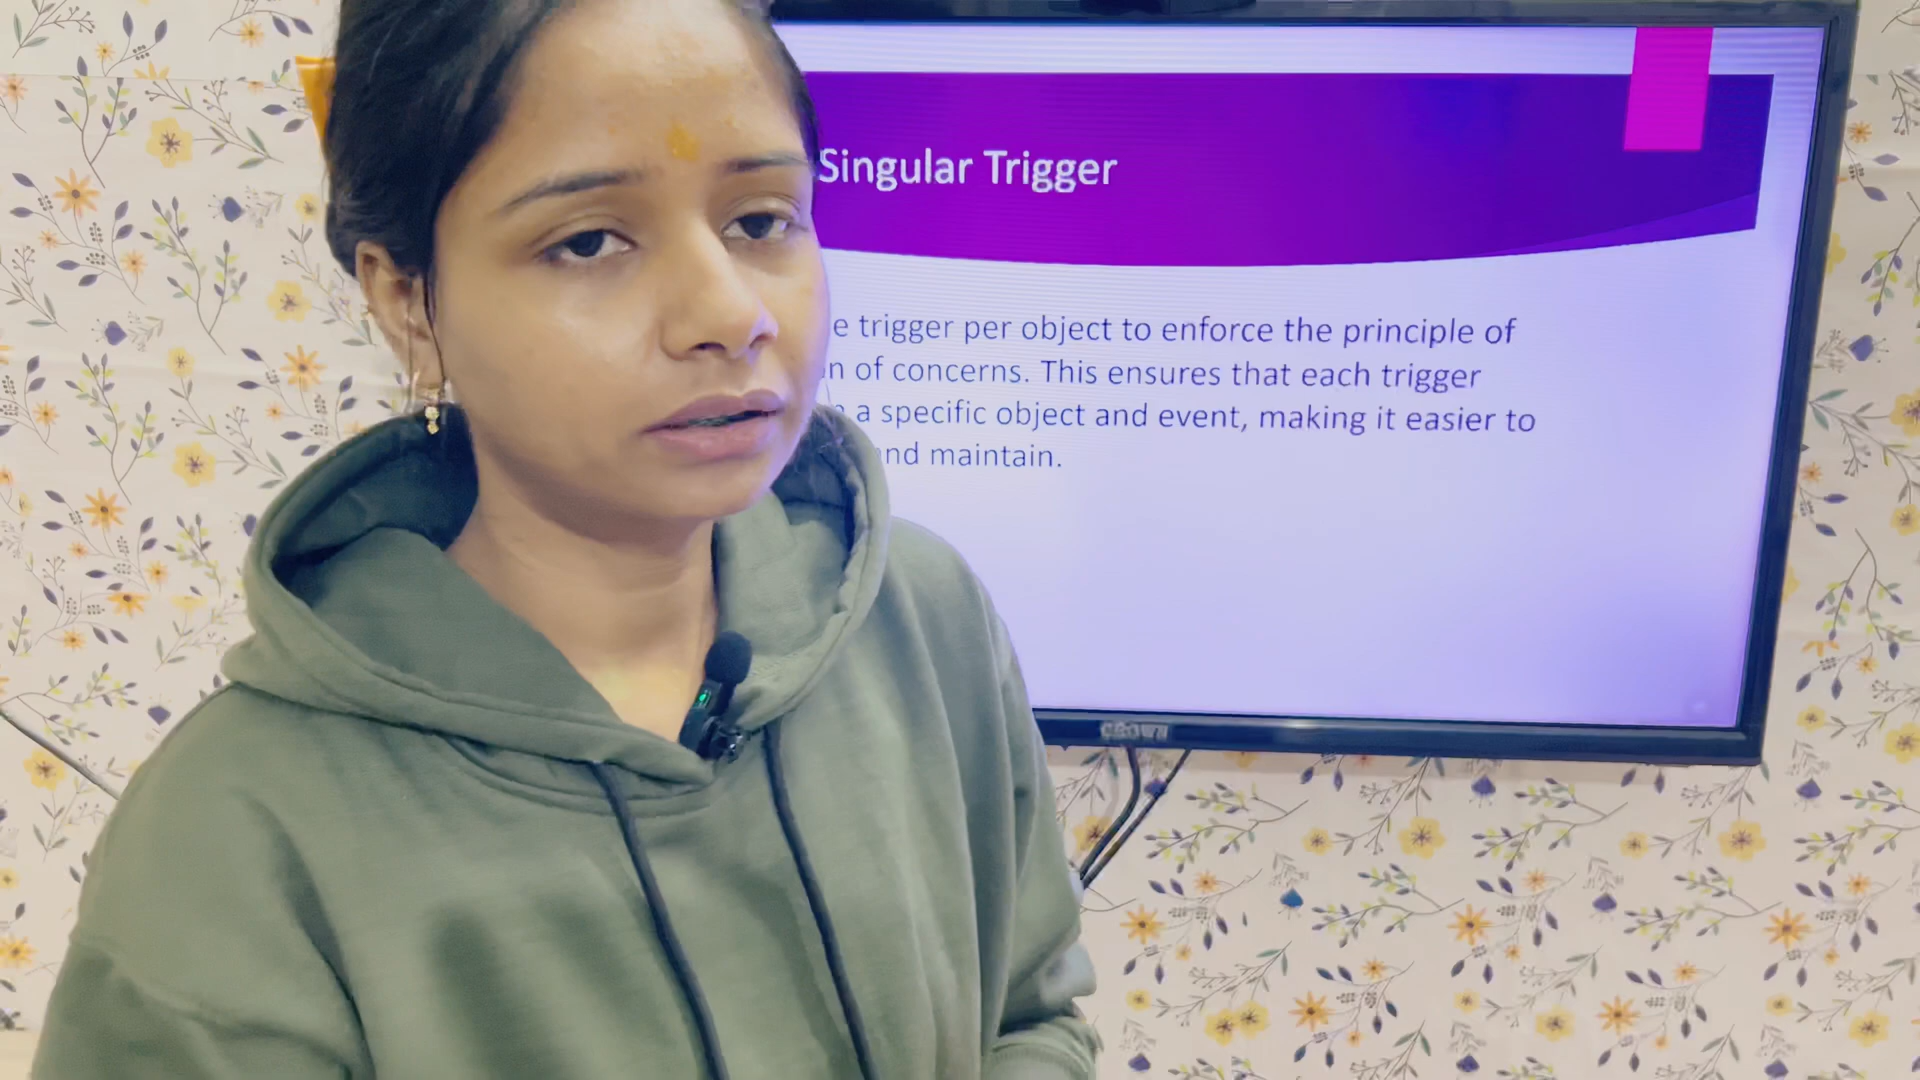 Singular Trigger
e trigger per object to enforce the principle of
n of concerns. This ensures that each trigger
a specific object and event, making it easier to
nd maintain.
CROWN